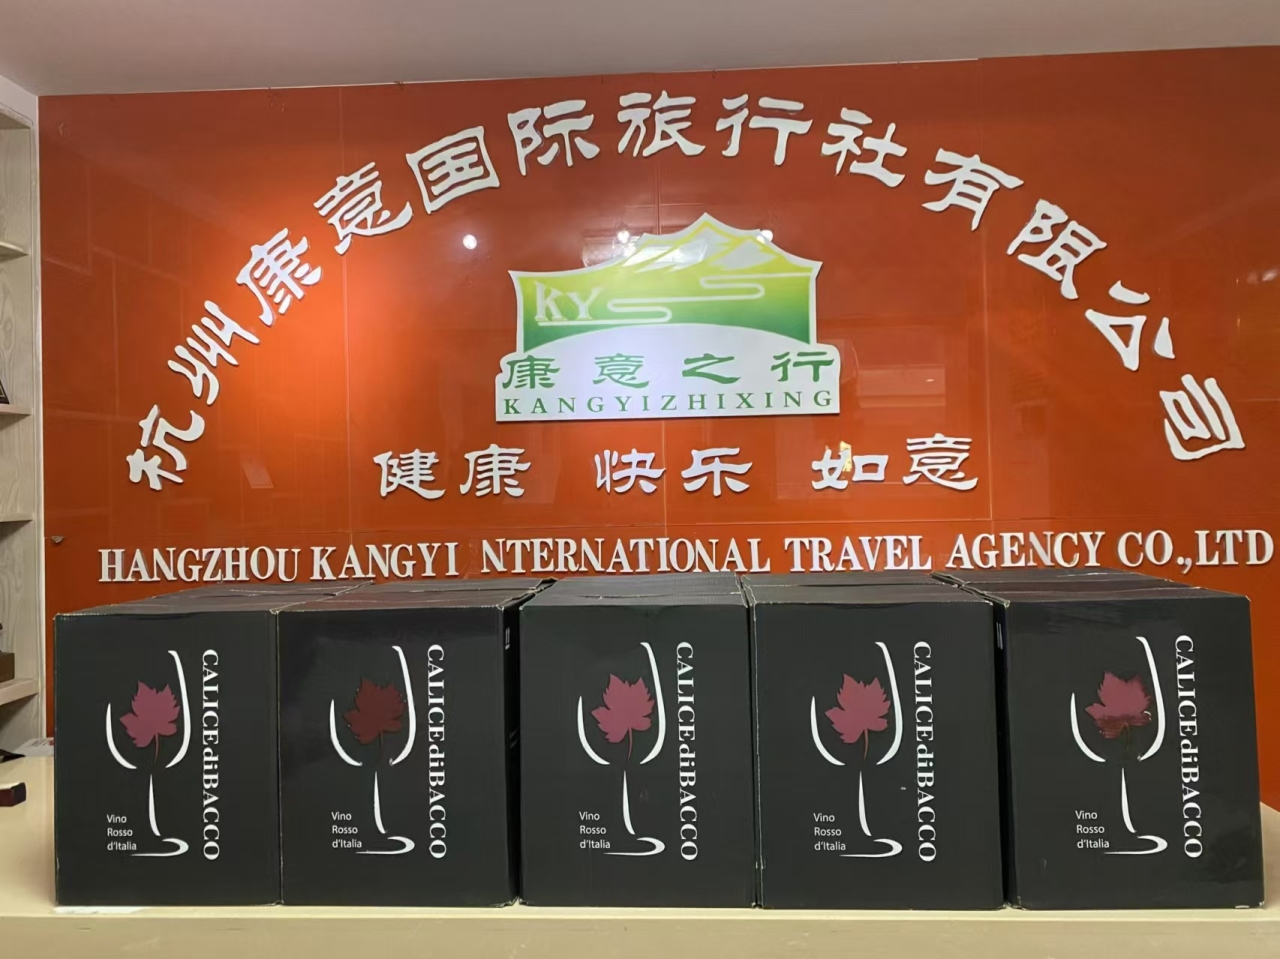 杭州康意国际旅行社有限公司
KY
康意之行
KANGYIZHIXING
健康 快乐 如意
HANGZHOU KANGYI NTERNATIONAL TRAVEL AGENCY CO.,LTD
CALICEdiBACCO
Vino
Rosso
d'Italia
CALICEdiBACCO
Vino
Rosso
d'Italia
CALICEdiBACCO
Vino
Rosso
d'Italia
CALICEdiBACCO
Vino
Rosso
d'Italia
CALICEdiBACCO
Vino
Rosso
d'Italia